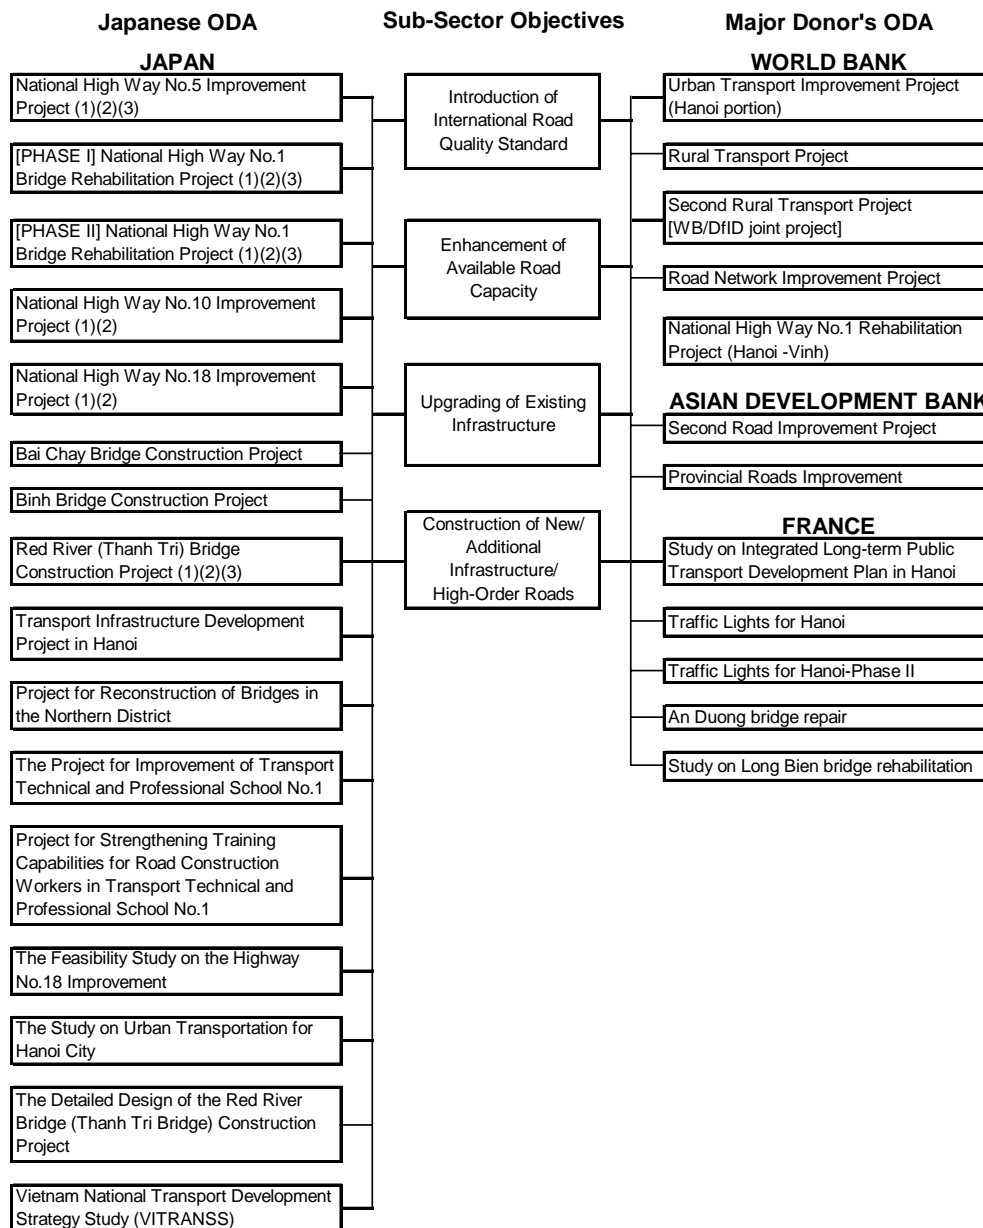 Japanese ODA
JAPAN
National High Way No.5 Improvement
Project (1)(2)(3)
[PHASE I] National High Way No.1
Bridge Rehabilitation Project (1)(2)(3)
[PHASE II] National High Way No.1
Bridge Rehabilitation Project (1)(2)(3)
National High Way No.10 Improvement
Project (1)(2)
National High Way No.18 Improvement
Project (1)(2)
Bai Chay Bridge Construction Project
Binh Bridge Construction Project
Red River (Thanh Tri) Bridge
Construction Project (1)(2)(3)
Transport Infrastructure Development
Project in Hanoi
Project for Reconstruction of Bridges in
the Northern District
The Project for Improvement of Transport
Technical and Professional School No.1
Project for Strengthening Training
Capabilities for Road Construction
Workers in Transport Technical and
Professional School No.1
The Feasibility Study on the Highway
No.18 Improvement
The Study on Urban Transportation for
Hanoi City
The Detailed Design of the Red River
Bridge (Thanh Tri Bridge) Construction
Project
Vietnam National Transport Development
Strategy Study (VITRANSS)
Sub-Sector Objectives
Introduction of
International Road
Quality Standard
Enhancement of
Available Road
Capacity
Upgrading of Existing
Infrastructure
Construction of New/
Additional
Infrastructure/
High-Order Roads
Major Donor's ODA
WORLD BANK
Urban Transport Improvement Project
(Hanoi portion)
Rural Transport Project
Second Rural Transport Project
[WB/DfID joint project]
Road Network Improvement Project
National High Way No.1 Rehabilitation
Project (Hanoi -Vinh)
ASIAN DEVELOPMENT BANK
Second Road Improvement Project
Provincial Roads Improvement
FRANCE
Study on Integrated Long-term Public
Transport Development Plan in Hanoi
Traffic Lights for Hanoi
Traffic Lights for Hanoi-Phase II
An Duong bridge repair
Study on Long Bien bridge rehabilitation